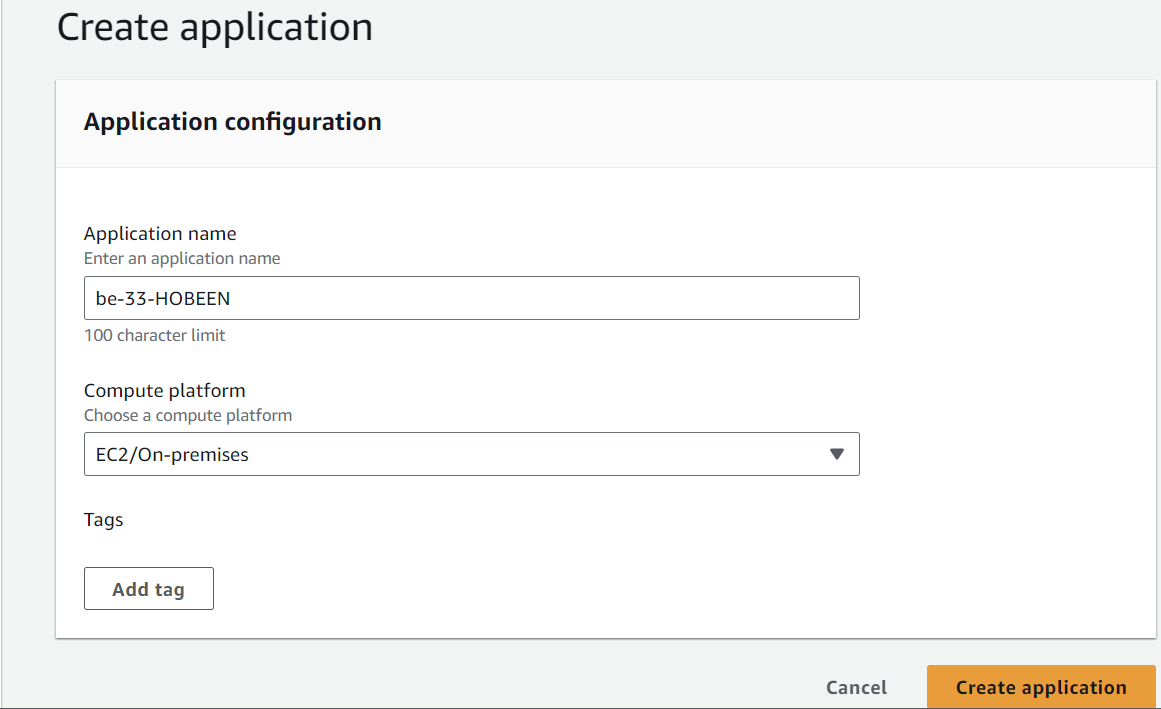 Create application
Application configuration
Application name
Enter an application name
be-33-HOBEEN
100 character limit
Compute platform
Choose a compute platform
EC2/On-premises
Tags
Add tag
Cancel
Create application